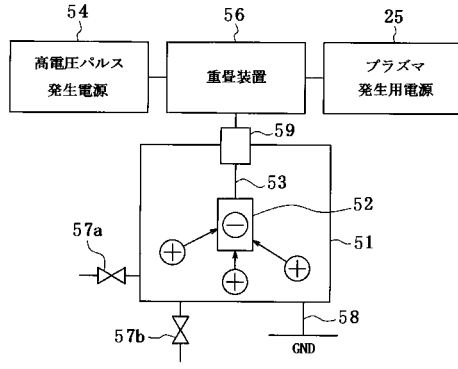 54
56
25
高電圧パルス
発生電源
重畳装置
プラズマ
発生用電源
59
53
52
51
57a
57b
58
GND